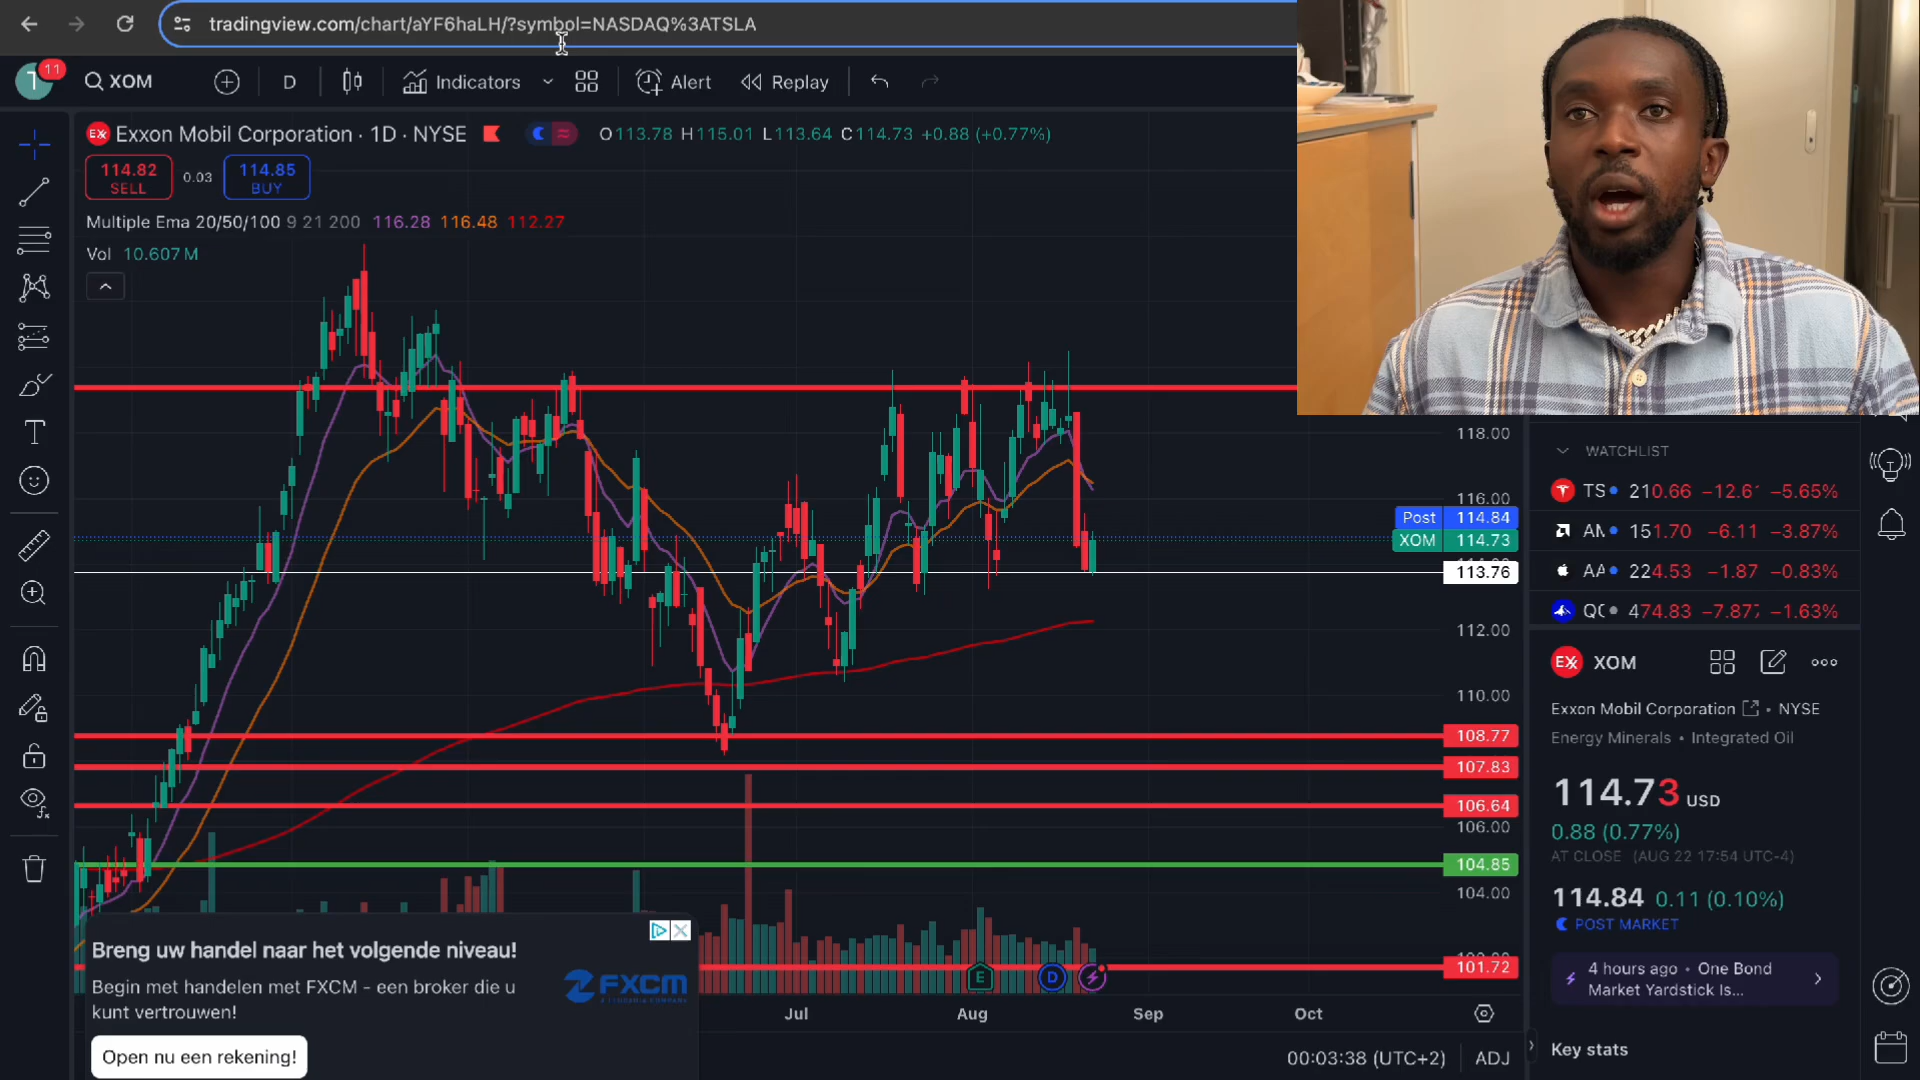 tradingview.com/chart/aYF6haLH/?symbol=NASDAQ%3ATSLA
T
11
XOM
D
Indicators
Alert
Replay
Exxon Mobil Corporation · 1D · NYSE
O113.78 H115.01 L113.64 C114.73 +0.88 (+0.77%)
114.82
SELL
0.03
114.85
BUY
Multiple Ema 20/50/100 9 21 200 116.28 116.48 112.27
Vol 10.607M
118.00
116.00
Post 114.84
XOM 114.73
113.76
112.00
110.00
108.77
107.83
106.64
106.00
104.85
104.00
101.72
E
D
Jul
Aug
Sep
Oct
00:03:38 (UTC+2)
ADJ
Breng uw handel naar het volgende niveau!
Begin met handelen met FXCM - een broker die u
kunt vertrouwen!
FXCM
Open nu een rekening!
WATCHLIST
TS 210.66 −12.6 −5.65%
AM 151.70 −6.11 −3.87%
AA 224.53 −1.87 −0.83%
QQ 474.83 −7.87 −1.63%
EX XOM
Exxon Mobil Corporation • NYSE
Energy Minerals • Integrated Oil
114.73 USD
0.88 (0.77%)
AT CLOSE (AUG 22 17:54 UTC-4)
114.84 0.11 (0.10%)
POST MARKET
4 hours ago • One Bond
Market Yardstick Is...
Key stats